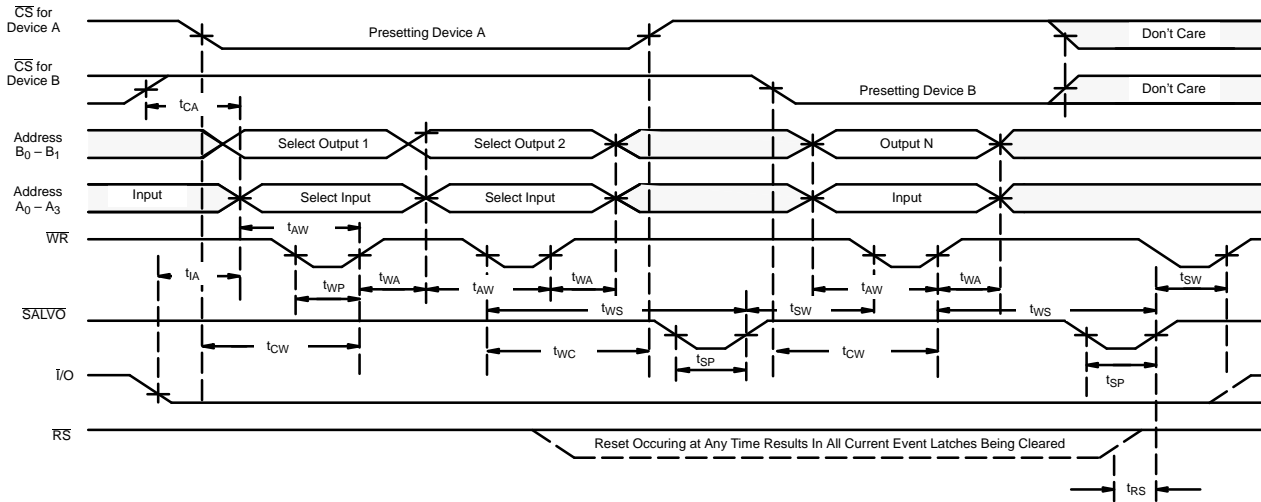 CS for
Device A
Presetting Device A
Don't Care
CS for
Device B
Presetting Device B
Don't Care
tCA
Address
B0 – B1
Select Output 1
Select Output 2
Output N
Address
A0 – A3
Input
Select Input
Select Input
Input
tAW
WR
tIA
tWP
tWA
tAW
tWA
tAW
tWA
tSW
tWS
tSW
tWS
SALVO
tCW
tWC
tSP
tCW
tSP
I/O
RS
Reset Occuring at Any Time Results In All Current Event Latches Being Cleared
tRS